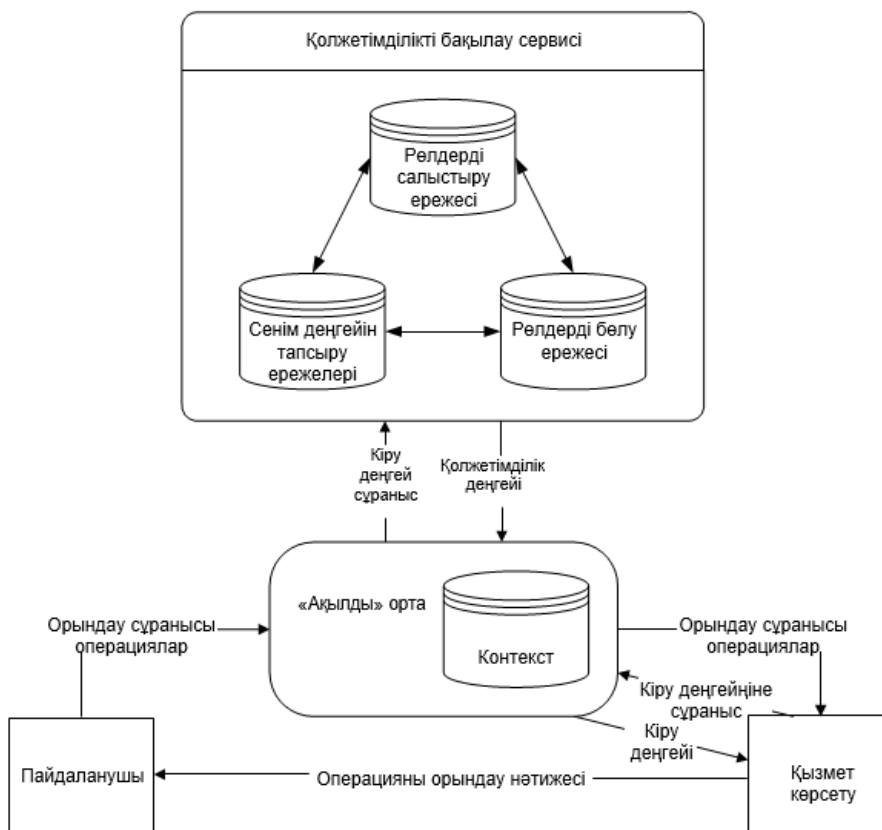 Қолжетімділікті бақылау сервисі
Рөлдерді
салыстыру
ережесі
Сенім деңгейін
тапсыру
ережелері
Рөлдерді бөлу
ережесі
Кіру
деңгей
сұраныс
Қолжетімділік
деңгейі
«Ақылды» орта
Контекст
Орындау сұранысы
операциялар
Орындау сұранысы
операциялар
Кіру деңгейңіне
сұраныс
Кіру
деңгейі
Пайдаланушы
Операцияны орындау нәтижесі
Қызмет
көрсету